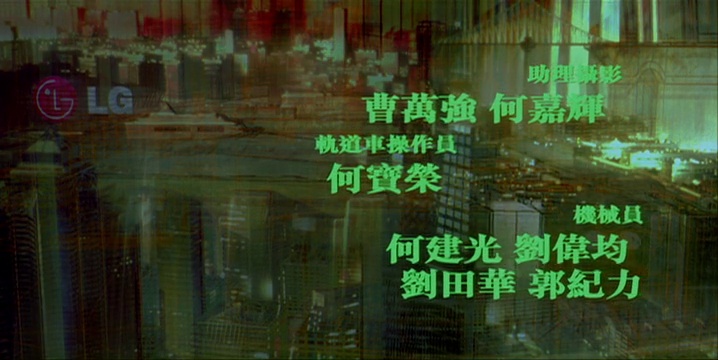 助理攝影
LG
曹萬強 何嘉輝
軌道車操作員
何寶榮
機械員
何建光 劉偉均
劉田華 郭紀力